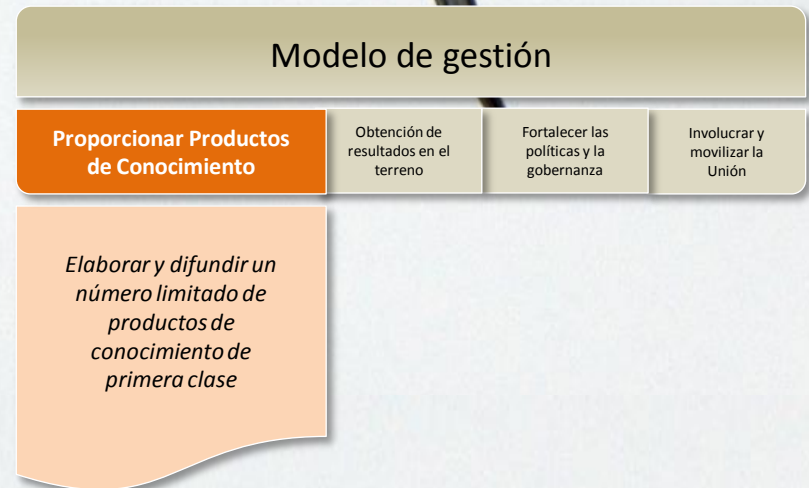 Modelo de gestión
Proporcionar Productos
de Conocimiento
Obtención de
resultados en el
terreno
Fortalecer las
políticas y la
gobernanza
Involucrar y
movilizar la
Unión
Elaborar y difundir un
número limitado de
productos de
conocimiento de
primera clase